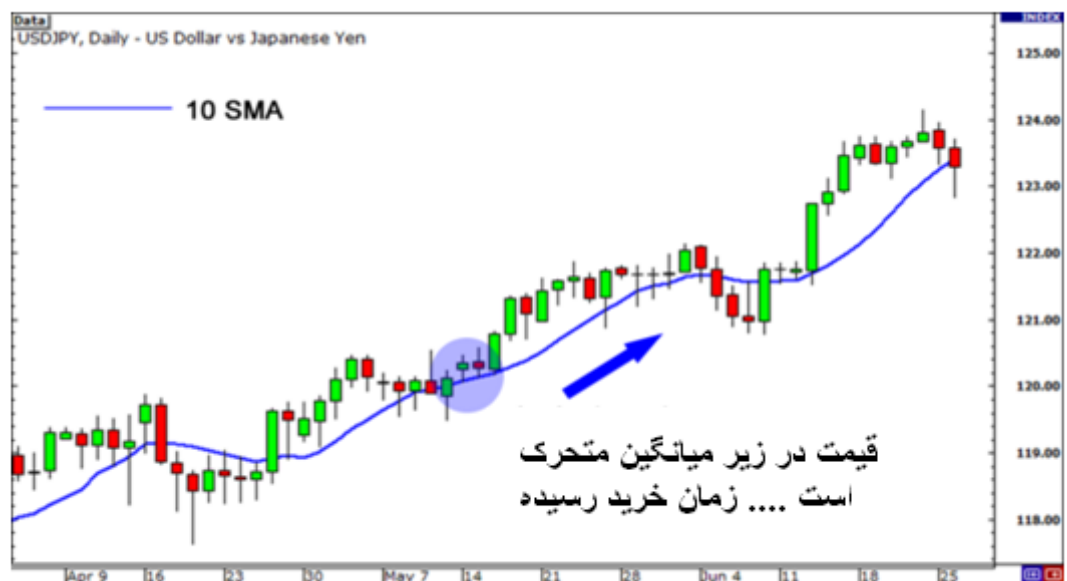 Data
INDEX
USDJPY, Daily - US Dollar vs Japanese Yen
10 SMA
125.00
124.00
123.00
122.00
121.00
120.00
119.00
118.00
قیمت در زیر میانگین متحرک
است .... زمان خرید رسیده
Apr 9 16 23 30 May 7 14 21 28 Jun 4 11 18 25